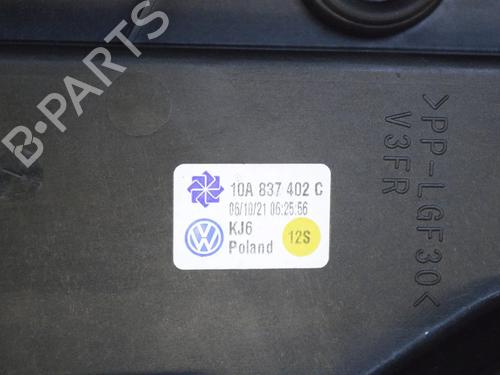 10A 837 402 C
06/10/21 06:25:56
KJ6
Poland
12S
>PP-LGF30<
V3FR
B-PARTS